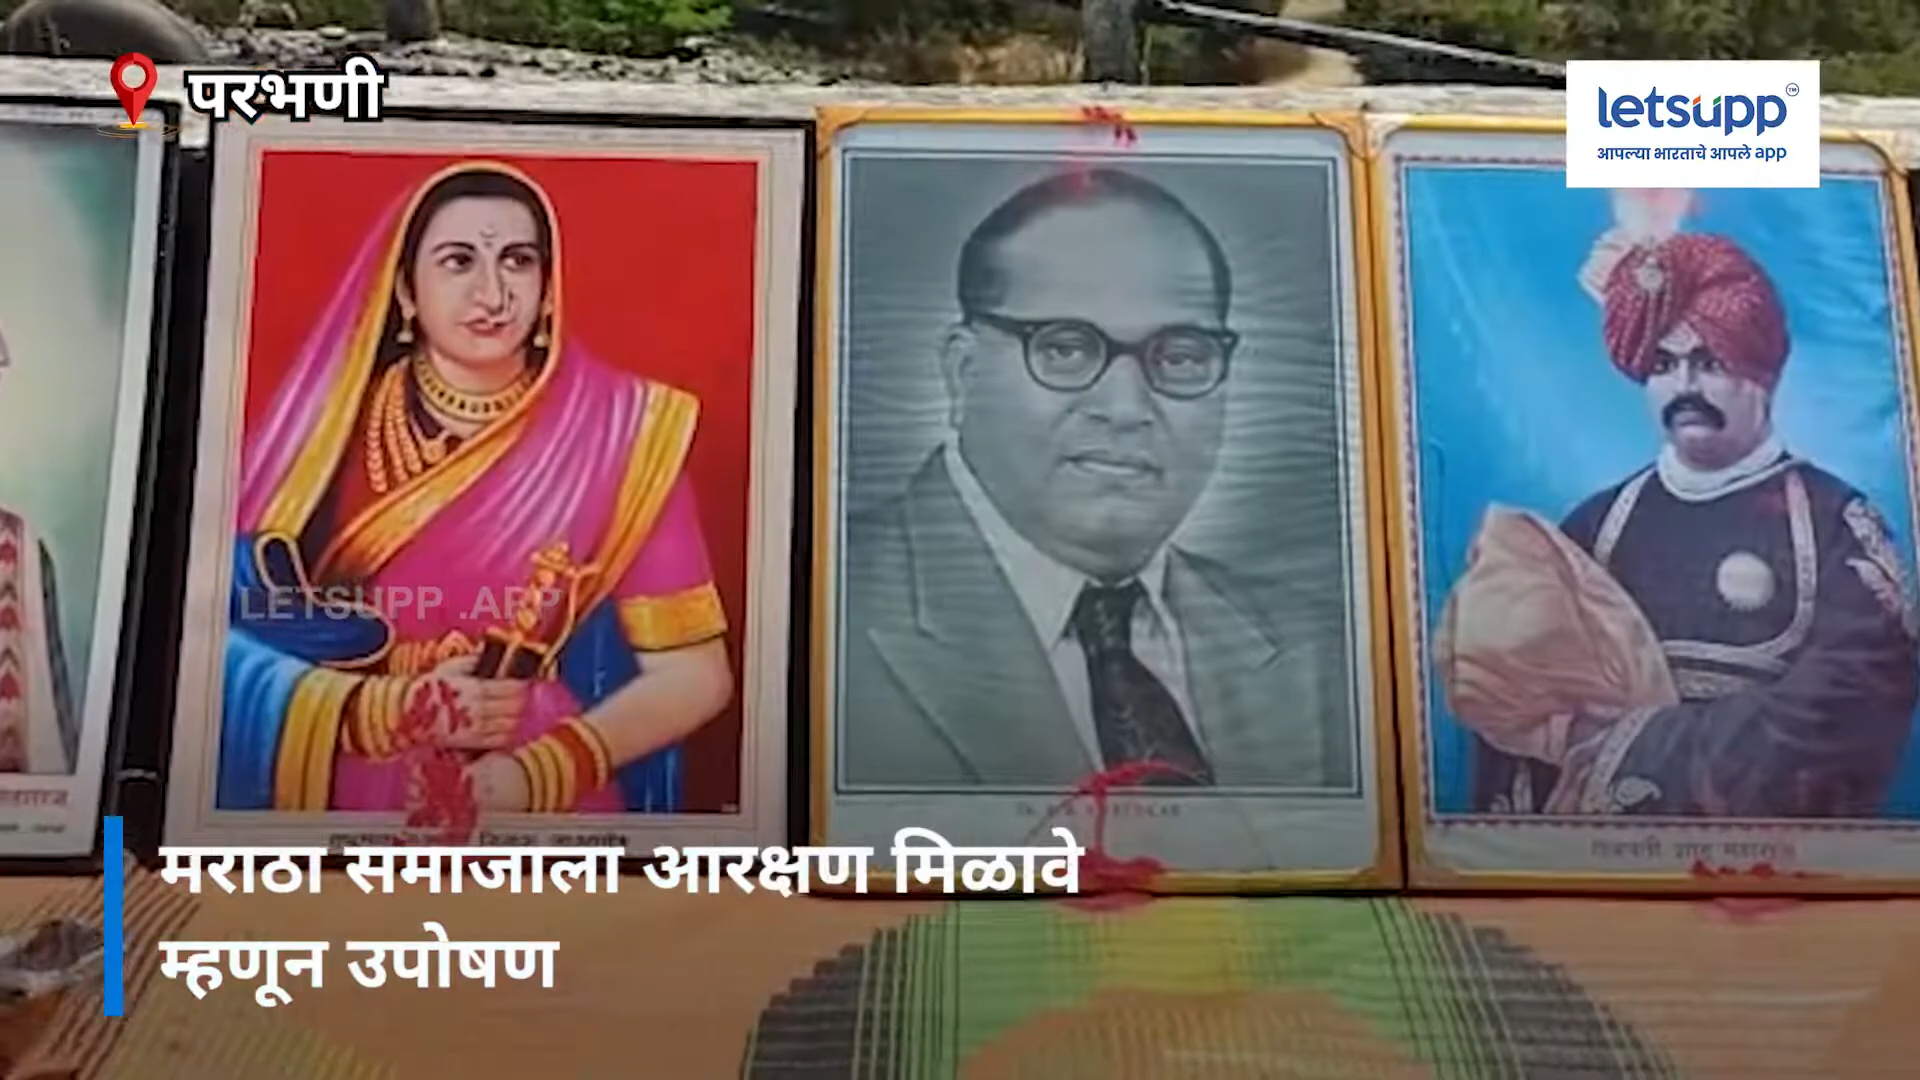 परभणी
letsupp
आपल्या भारताचे आपले app
LETSUPP .APP
मराठा समाजाला आरक्षण मिळावे
म्हणून उपोषण